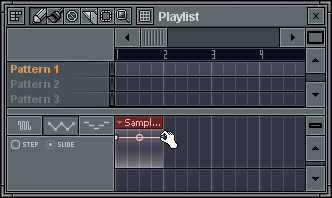 Playlist
1 2 3 4
Pattern 1
Pattern 2
Pattern 3
Sampl...
STEP SLIDE